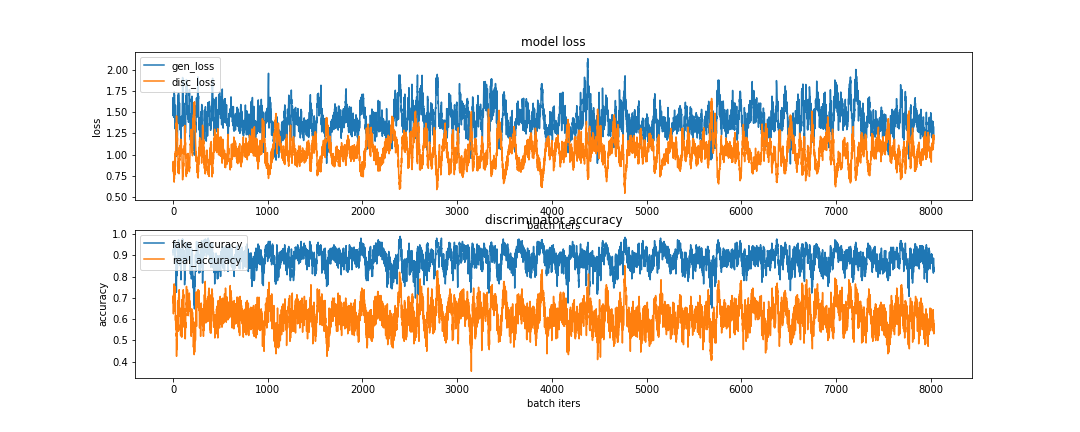 model loss
gen_loss
disc_loss
loss
2.00
1.75
1.50
1.25
1.00
0.75
0.50
0 1000 2000 3000 4000 5000 6000 7000 8000
batch iters
discriminator accuracy
fake_accuracy
real_accuracy
accuracy
1.0
0.9
0.8
0.7
0.6
0.5
0.4
0 1000 2000 3000 4000 5000 6000 7000 8000
batch iters